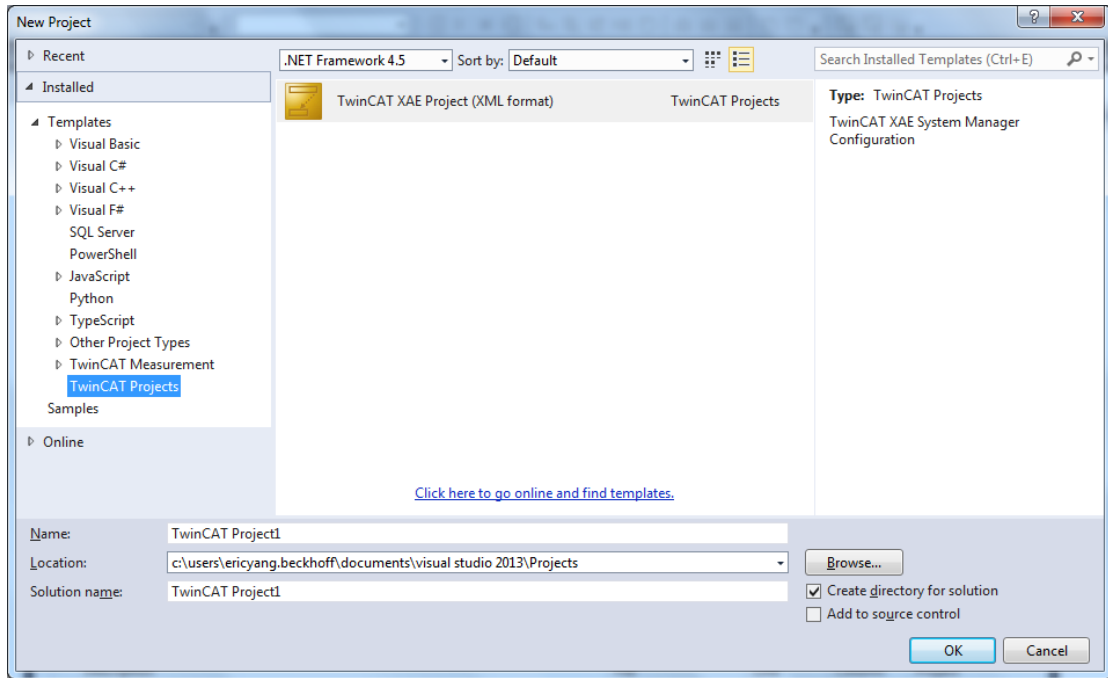 New Project
Recent
.NET Framework 4.5
Sort by: Default
Search Installed Templates (Ctrl+E)
Installed
Templates
Visual Basic
Visual C#
Visual C++
Visual F#
SQL Server
PowerShell
JavaScript
Python
TypeScript
Other Project Types
TwinCAT Measurement
TwinCAT Projects
Samples
Online
TwinCAT XAE Project (XML format) TwinCAT Projects
Type: TwinCAT Projects
TwinCAT XAE System Manager
Configuration
Click here to go online and find templates.
Name: TwinCAT Project1
Location: c:\users\ericyang.beckhoff\documents\visual studio 2013\Projects
Browse...
Solution name: TwinCAT Project1
Create directory for solution
Add to source control
OK Cancel